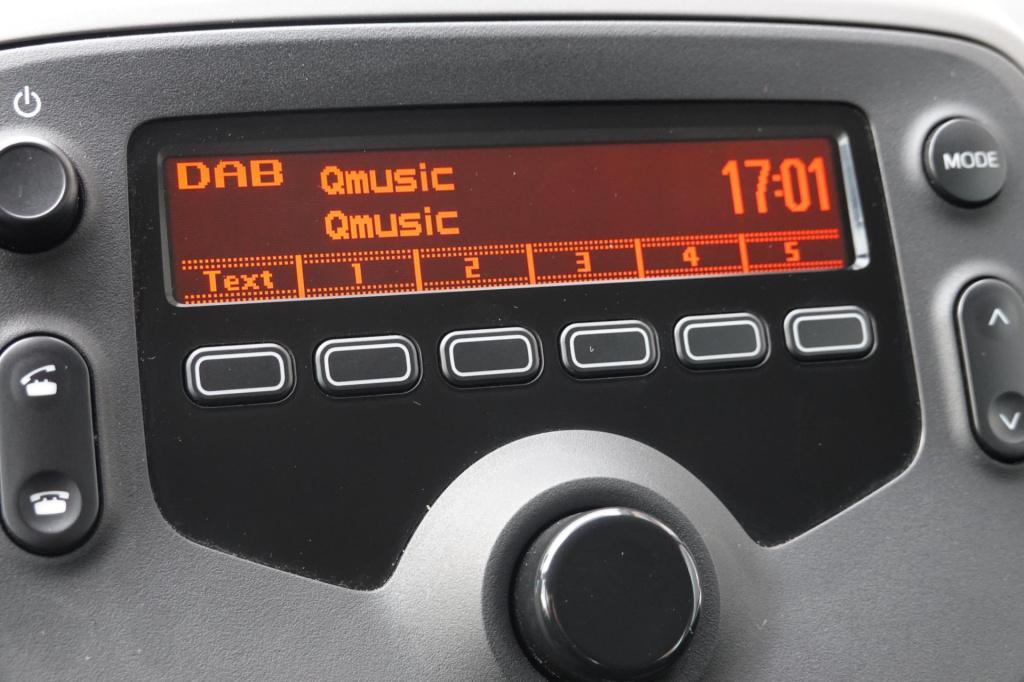 DAB Qmusic 17:01
Qmusic
Text 1 2 3 4 5
MODE